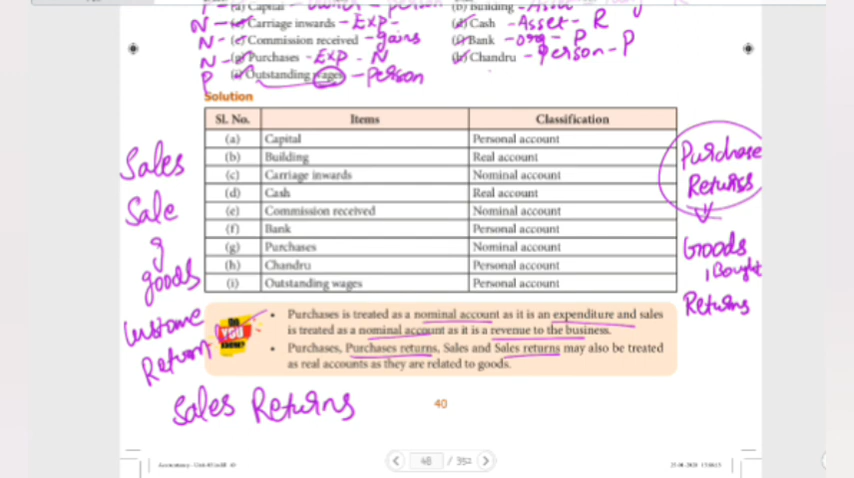 (a) Capital
(b) Building
N - (c) Carriage inwards - EXP -
(d) Cash - Asset - R
N - (e) Commission received - gains
(f) Bank - org - P
N - (g) Purchases - EXP - N
(h) Chandru - Person - P
P Outstanding wages - Person
Solution
Sl. No. Items Classification
(a) Capital Personal account
(b) Building Real account
(c) Carriage inwards Nominal account
(d) Cash Real account
(e) Commission received Nominal account
(f) Bank Personal account
(g) Purchases Nominal account
(h) Chandru Personal account
(i) Outstanding wages Personal account
Sales
Sale
g
goods
Custome
Return
Purchase
Returns
Goods
Bought
Returns
DO
YOU
KNOW?
• Purchases is treated as a nominal account as it is an expenditure and sales
is treated as a nominal account as it is a revenue to the business.
• Purchases, Purchases returns, Sales and Sales returns may also be treated
as real accounts as they are related to goods.
Sales Returns
40
48 / 352